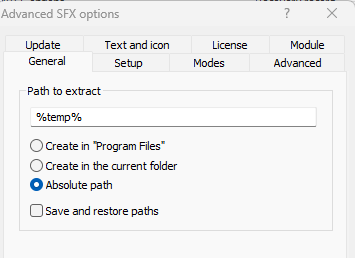 Advanced SFX options
Update Text and icon License Module
General Setup Modes Advanced
Path to extract
%temp%
Create in "Program Files"
Create in the current folder
Absolute path
Save and restore paths